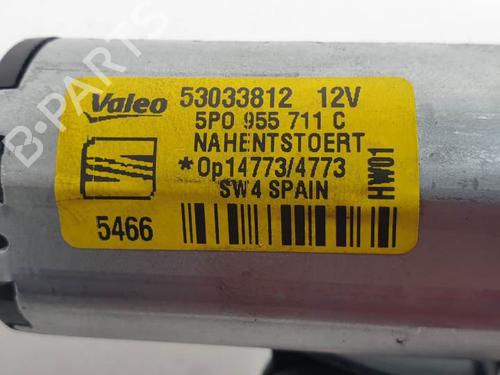 Valeo 53033812 12V
5P0 955 711 C
NAHENTSTOERT
*Op14773/4773
SW4 SPAIN
5466
HW01
B-PARTS